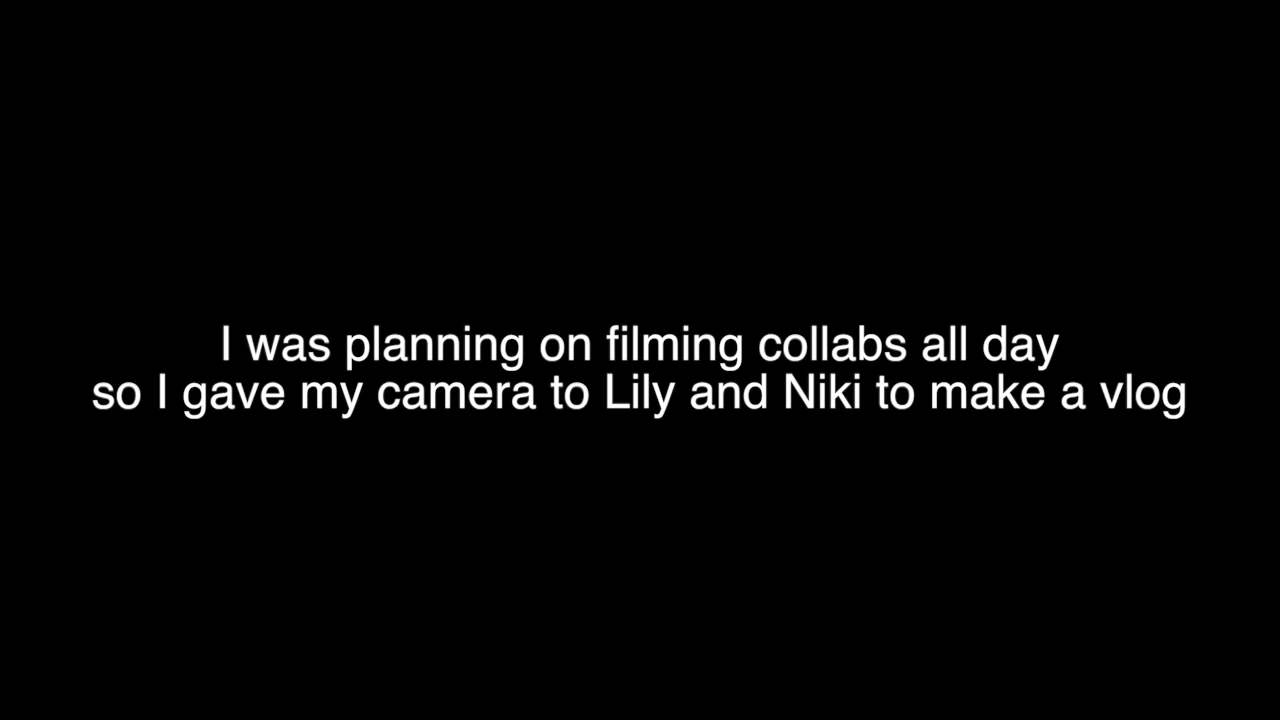 I was planning on filming collabs all day
so I gave my camera to Lily and Niki to make a vlog